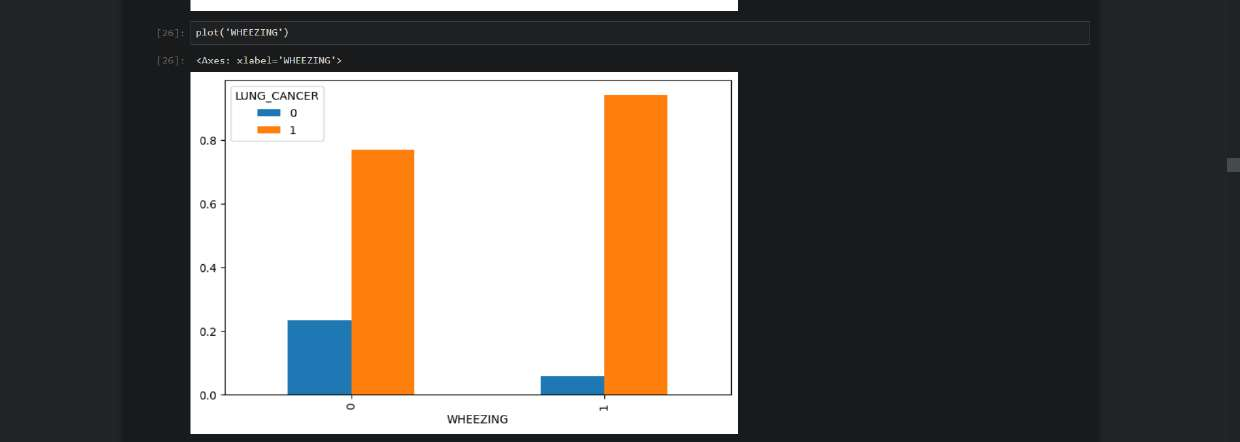 [26]: plot('WHEEZING')
[26]: <Axes: xlabel='WHEEZING'>
LUNG_CANCER
0
1
0.8
0.6
0.4
0.2
0.0
0
1
WHEEZING